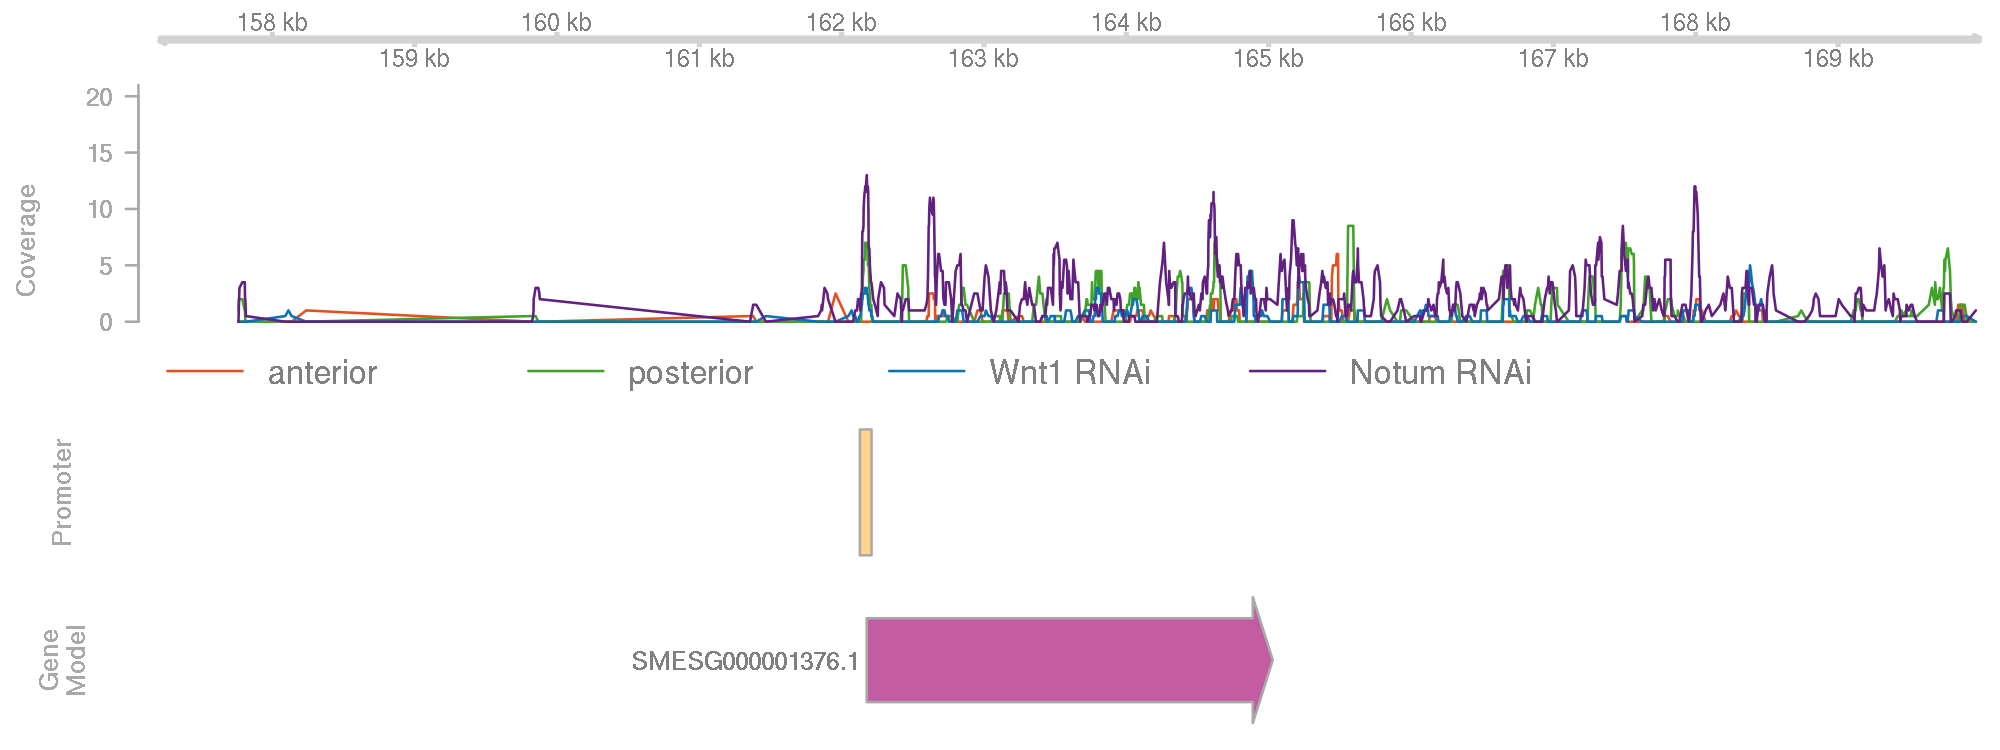 158 kb 160 kb 162 kb 164 kb 166 kb 168 kb
159 kb 161 kb 163 kb 165 kb 167 kb 169 kb
Coverage
20
15
10
5
0
anterior posterior Wnt1 RNAi Notum RNAi
Promoter
Gene
Model
SMESG000001376.1